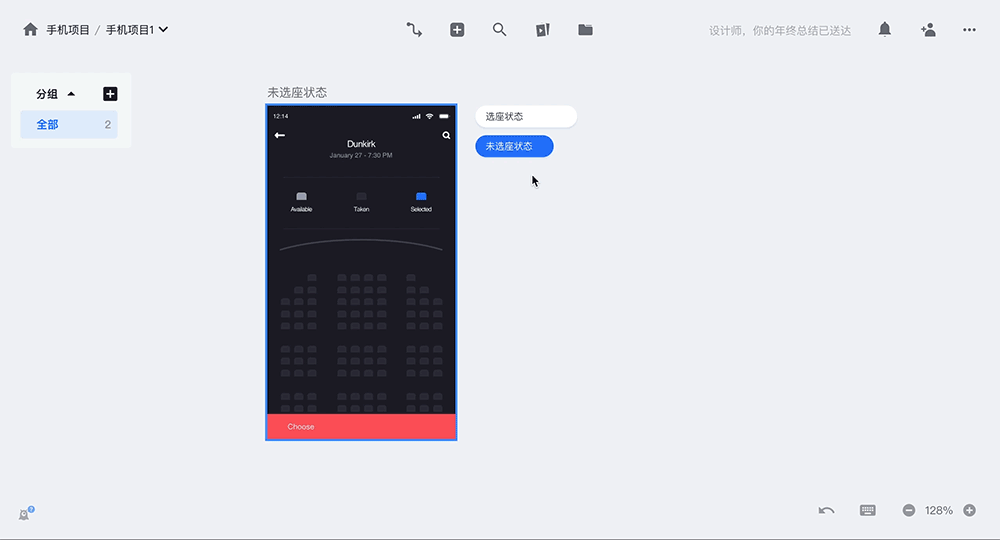 手机项目 / 手机项目1
设计师，你的年终总结已送达
分组
全部 2
未选座状态
12:14
Dunkirk
January 27 - 7:30 PM
Available Taken Selected
Choose
选座状态
未选座状态
128%